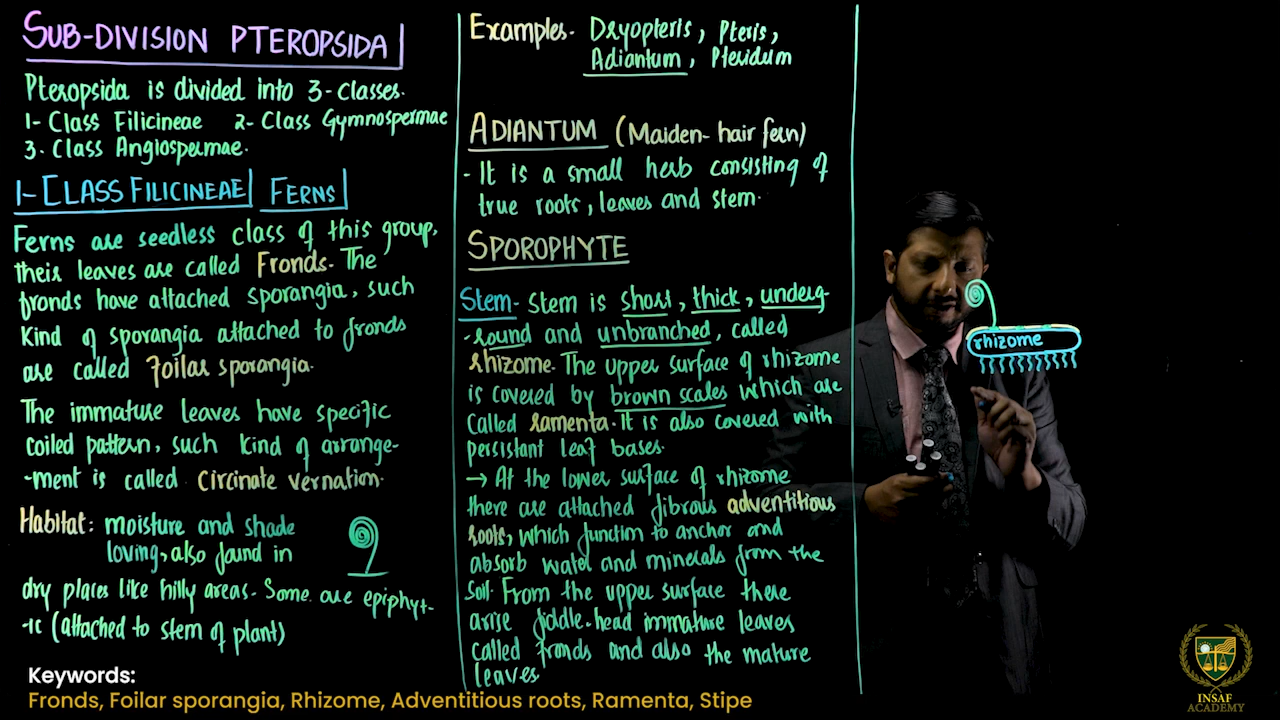 SUB-DIVISION PTEROPSIDA
Pteropsida is divided into 3-classes.
1- Class Filicineae 2- Class Gymnospermae
3. Class Angiospermae.
1- CLASS FILICINEAE FERNS
Ferns are seedless class of this group,
their leaves are called Fronds. The
fronds have attached sporangia, such
Kind of sporangia attached to fronds
are called Foilar sporangia.
The immature leaves have specific
coiled pattern, such kind of arrange-
-ment is called circinate vernation.
Habitat: moisture and shade
loving, also found in
dry places like hilly areas. Some are epiphyt-
-ic (attached to stem of plant)
Examples- Dryopteris, Pteris,
Adiantum, Pteridum
ADIANTUM (Maiden-hair fern)
- It is a small herb consisting of
true roots, leaves and stem.
SPOROPHYTE
Stem- Stem is short, thick, underg-
-round and unbranched, called
rhizome. The upper surface of rhizome
is covered by brown scales which are
called ramenta. It is also covered with
persistant leaf bases.
→ At the lower surface of rhizome
there are attached fibrous adventitious
roots, which function to anchor and
absorb water and minerals from the
soil. From the upper surface there
arise fiddle-head immature leaves
called fronds and also the mature
leaves.
rhizome
Keywords:
Fronds, Foilar sporangia, Rhizome, Adventitious roots, Ramenta, Stipe
INSAF
ACADEMY